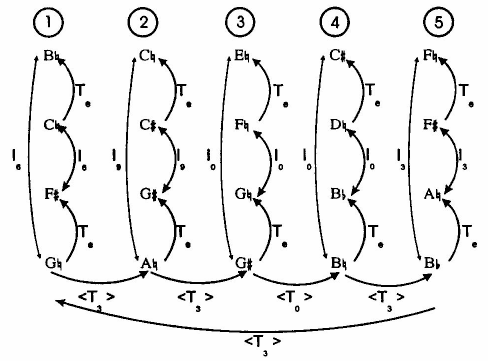 1 2 3 4 5
B♮ C♮ E♮ C♯ F♮
Tₑ Tₑ Tₑ Tₑ Tₑ
C♮ C♯ F♮ D♮ F♯
I₆ I₆ I₉ I₉ I₀ I₀ I₀ I₀ I₃ I₃
F♯ G♯ G♮ B♭ A♮
Tₑ Tₑ Tₑ Tₑ Tₑ
G♮ A♮ G♯ B♮ B♭
<T₃> <T₃> <T₀> <T₃>
<T₃>